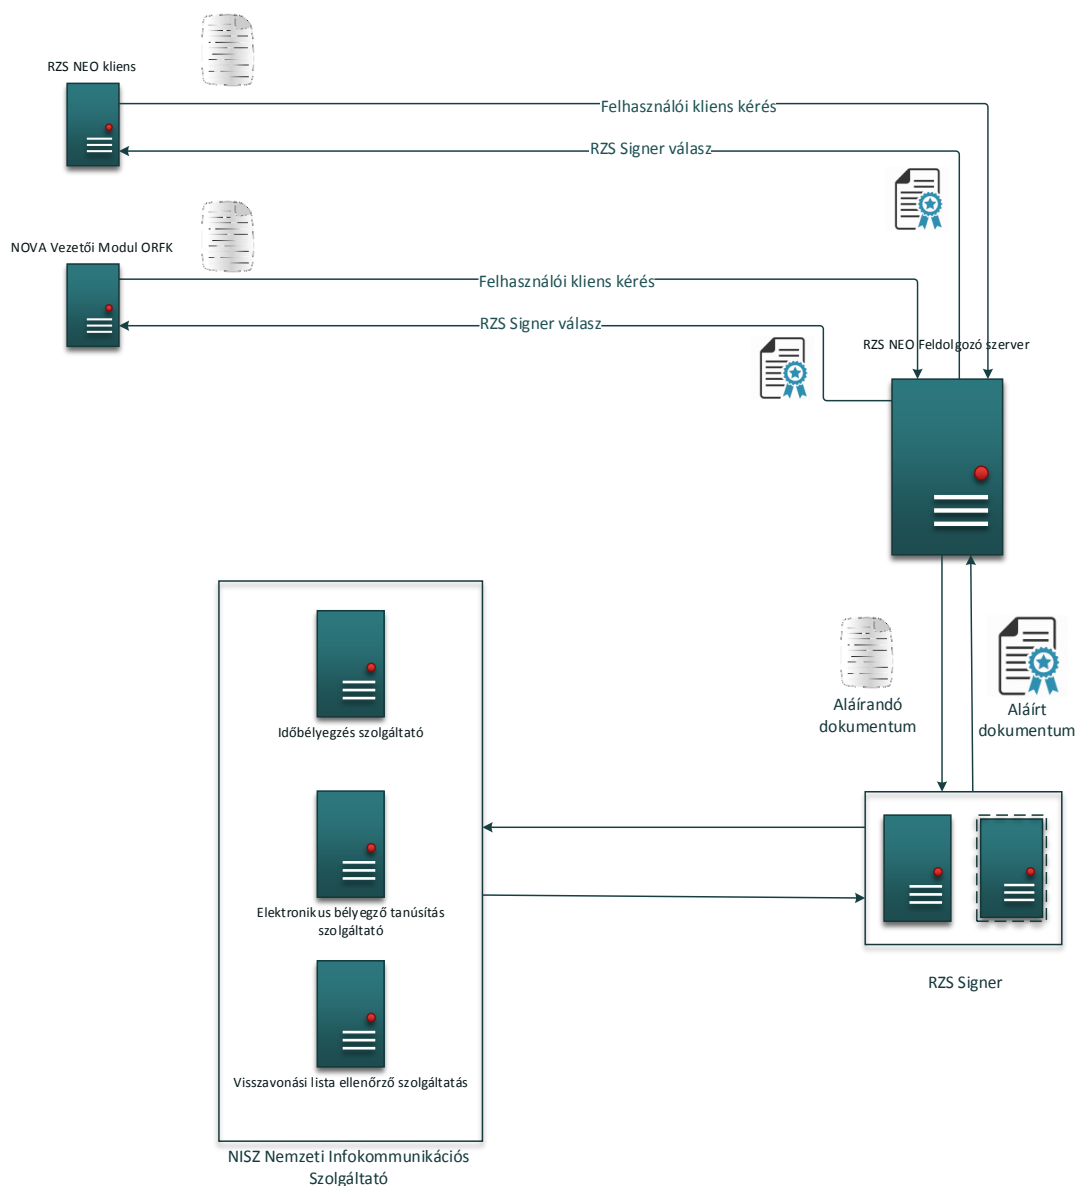 RZS NEO kliens
Felhasználói kliens kérés
RZS Signer válasz
NOVA Vezetői Modul ORFK
Felhasználói kliens kérés
RZS Signer válasz
RZS NEO Feldolgozó szerver
Aláírandó
dokumentum
Aláírt
dokumentum
Időbélyegzés szolgáltató
Elektronikus bélyegző tanúsítás
szolgáltató
RZS Signer
Visszavonási lista ellenőrző szolgáltatás
NISZ Nemzeti Infokommunikációs
Szolgáltató